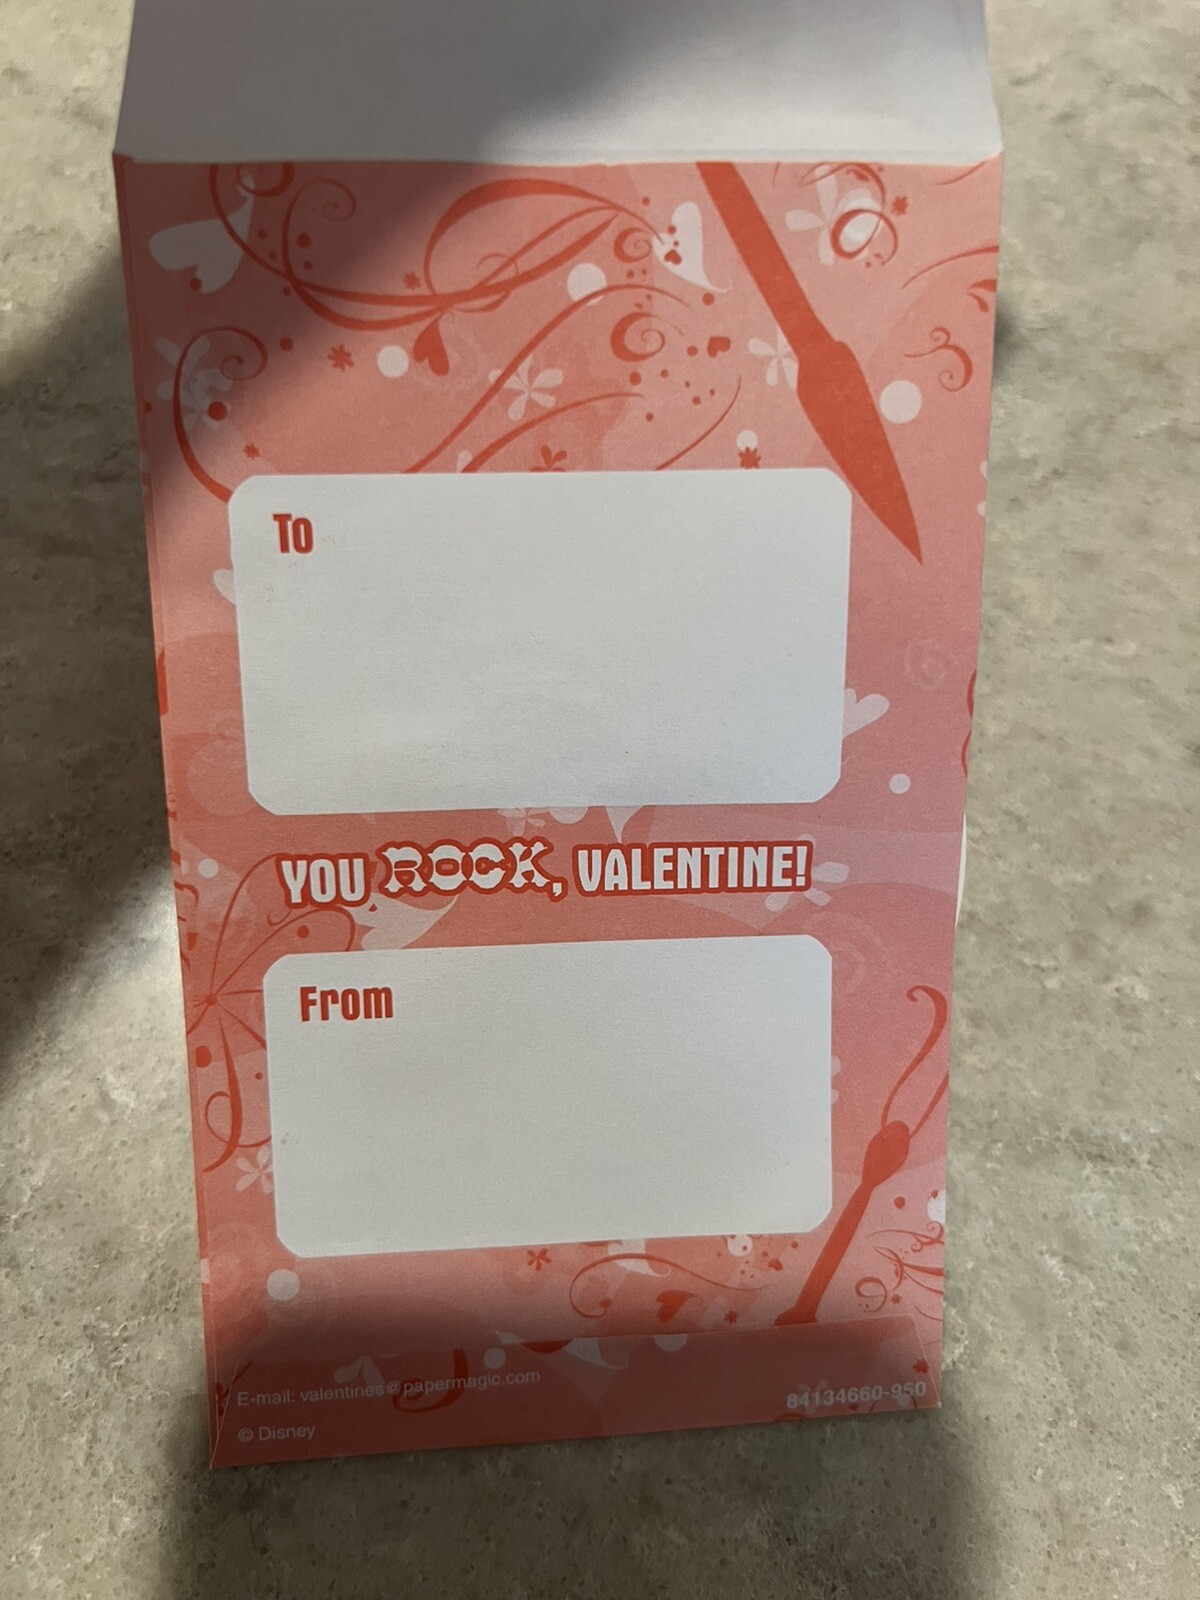 To
YOU ROCK, VALENTINE!
From
E-mail: valentines@papermagic.com
84134660-950
© Disney